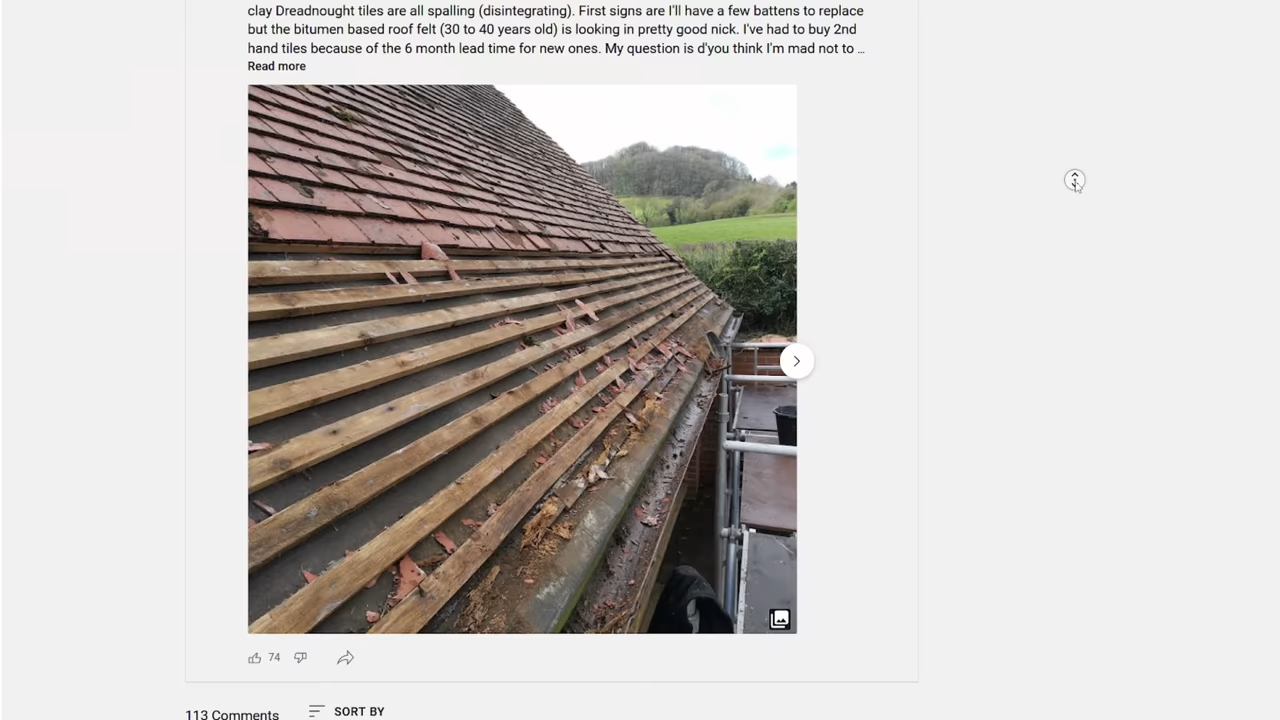 clay Dreadnought tiles are all spalling (disintegrating). First signs are I'll have a few battens to replace
but the bitumen based roof felt (30 to 40 years old) is looking in pretty good nick. I've had to buy 2nd
hand tiles because of the 6 month lead time for new ones. My question is d'you think I'm mad not to ...
Read more
74
113 Comments
SORT BY